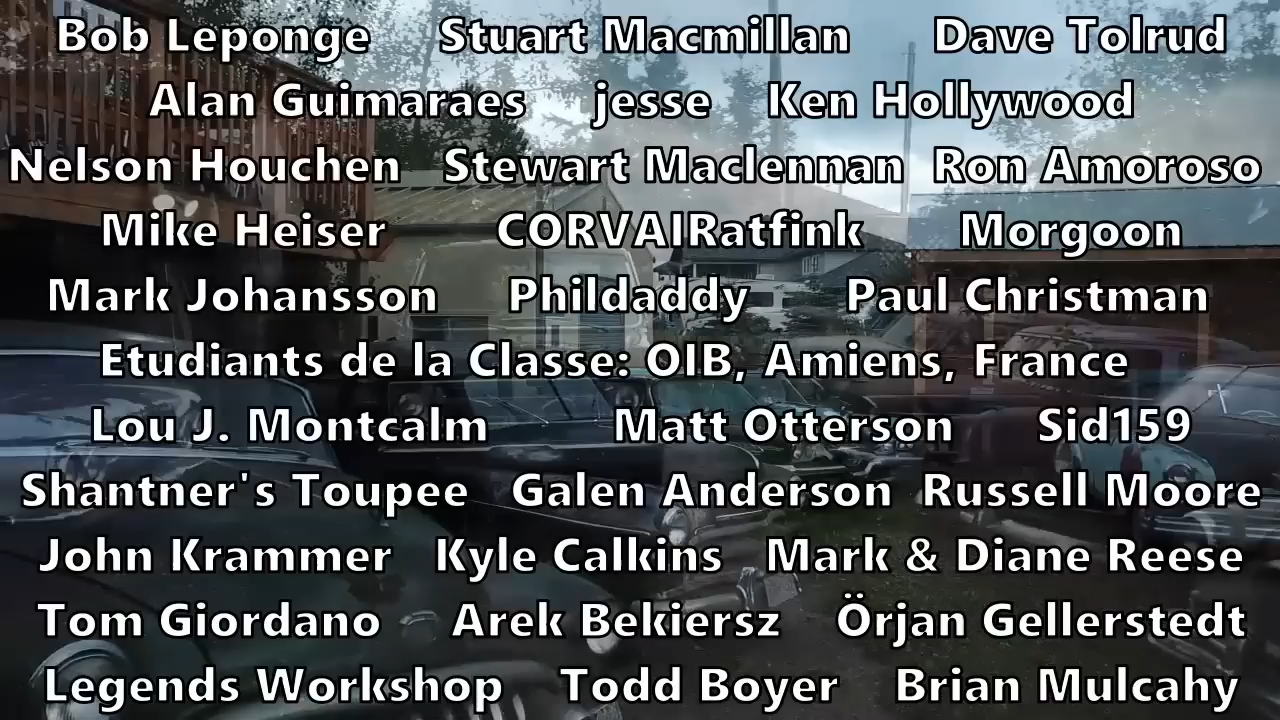 Bob Leponge Stuart Macmillan Dave Tolrud
Alan Guimaraes jesse Ken Hollywood
Nelson Houchen Stewart Maclennan Ron Amoroso
Mike Heiser CORVAIRatfink Morgoon
Mark Johansson Phildaddy Paul Christman
Etudiants de la Classe: OIB, Amiens, France
Lou J. Montcalm Matt Otterson Sid159
Shantner's Toupee Galen Anderson Russell Moore
John Krammer Kyle Calkins Mark & Diane Reese
Tom Giordano Arek Bekiersz Örjan Gellerstedt
Legends Workshop Todd Boyer Brian Mulcahy